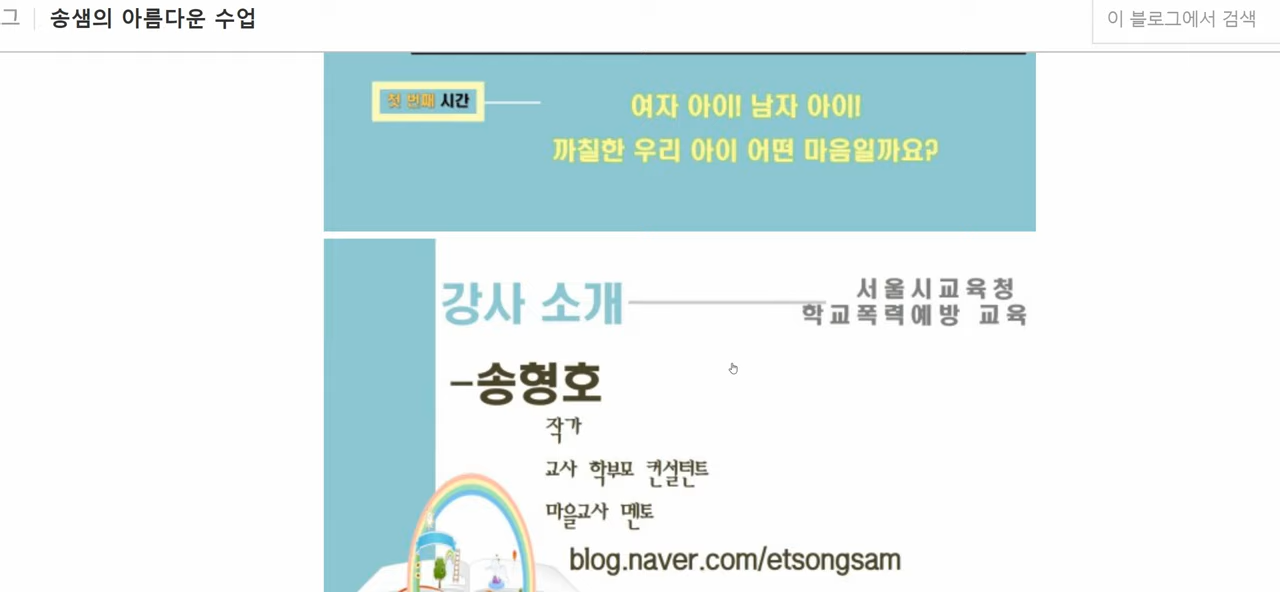 그
송샘의 아름다운 수업
이 블로그에서 검색
첫 번째 시간
여자 아이! 남자 아이!
까칠한 우리 아이 어떤 마음일까요?
강사 소개
서울시교육청
학교폭력예방 교육
-송형호
작가
교사 학부모 컨설턴트
마을교사 멘토
blog.naver.com/etsongsam